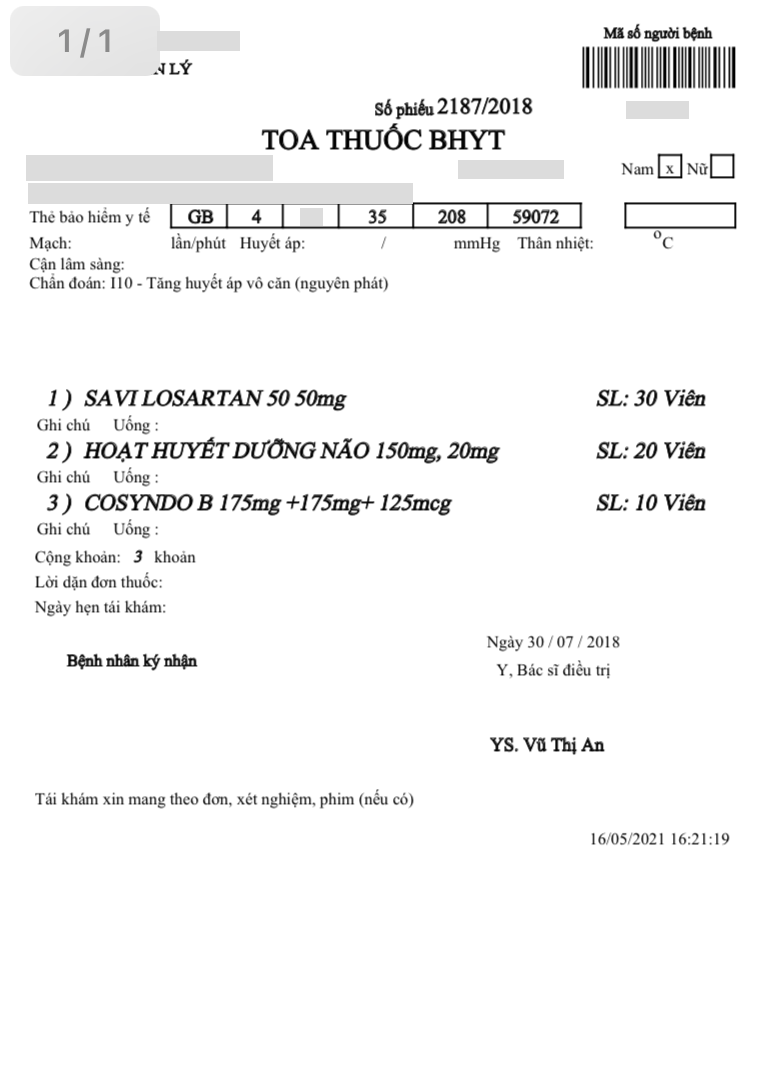 1/1
Mã số người bệnh
N LÝ
Số phiếu 2187/2018
TOA THUỐC BHYT
Nam x Nữ
Thẻ bảo hiểm y tế GB 4 35 208 59072
Mạch: lần/phút Huyết áp: / mmHg Thân nhiệt: °C
Cận lâm sàng:
Chẩn đoán: I10 - Tăng huyết áp vô căn (nguyên phát)
1 ) SAVI LOSARTAN 50 50mg SL: 30 Viên
Ghi chú Uống :
2 ) HOẠT HUYẾT DƯỠNG NÃO 150mg, 20mg SL: 20 Viên
Ghi chú Uống :
3 ) COSYNDO B 175mg +175mg+ 125mcg SL: 10 Viên
Ghi chú Uống :
Cộng khoản: 3 khoản
Lời dặn đơn thuốc:
Ngày hẹn tái khám:
Ngày 30 / 07 / 2018
Bệnh nhân ký nhận
Y, Bác sĩ điều trị
YS. Vũ Thị An
Tái khám xin mang theo đơn, xét nghiệm, phim (nếu có)
16/05/2021 16:21:19